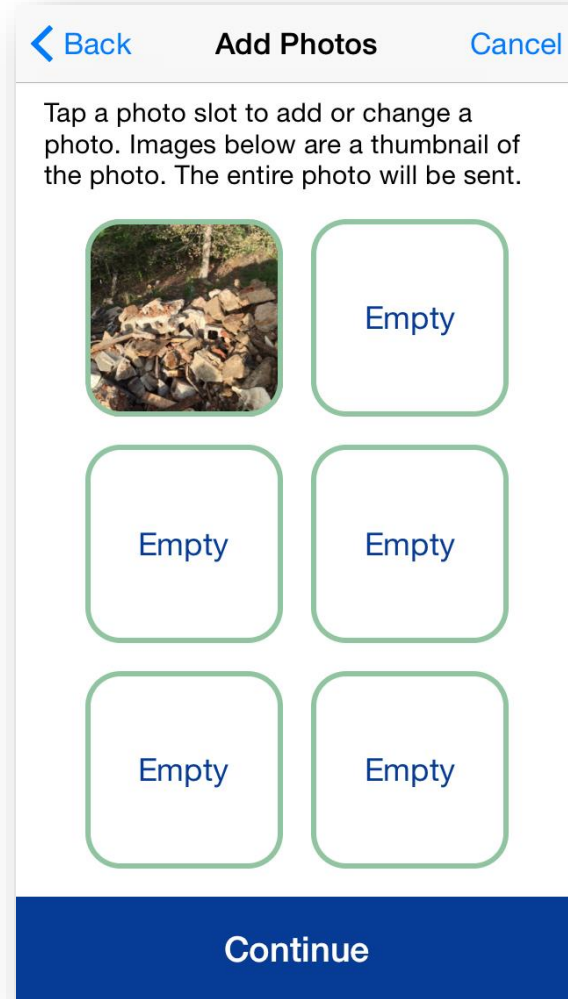 Back Add Photos Cancel
Tap a photo slot to add or change a
photo. Images below are a thumbnail of
the photo. The entire photo will be sent.
Empty
Empty Empty
Empty Empty
Continue